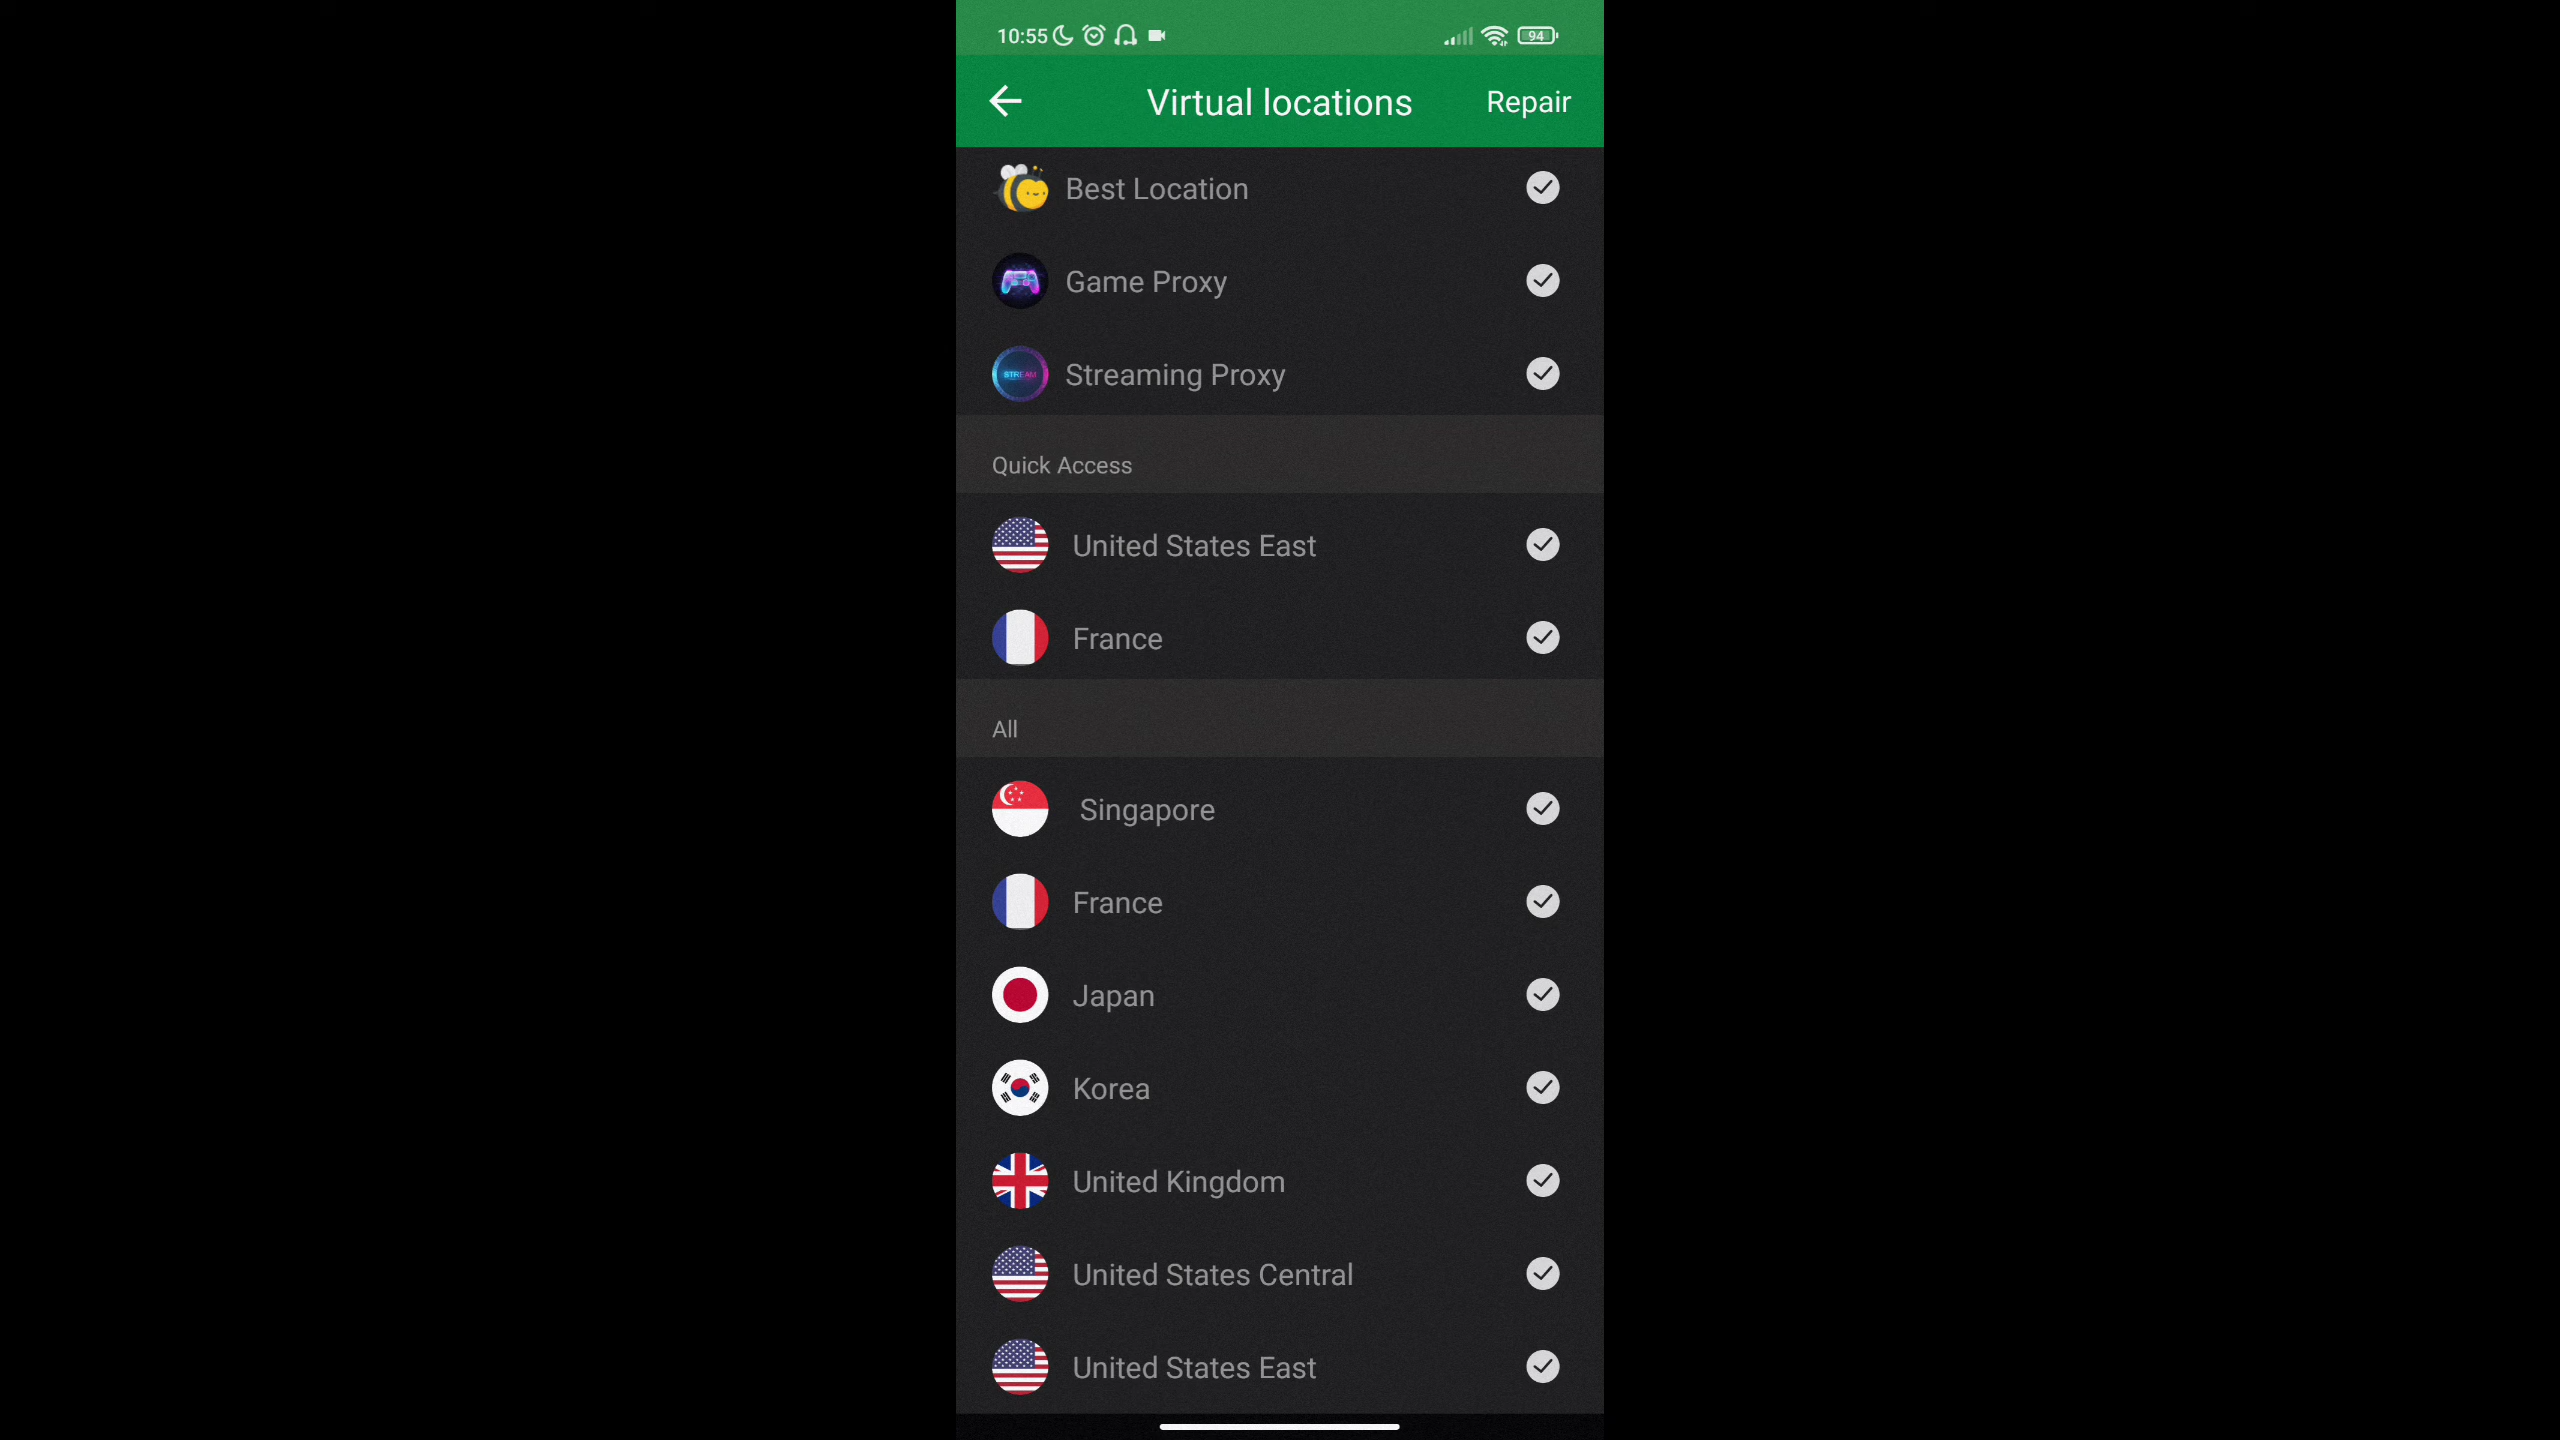 10:55 94
Virtual locations Repair
Best Location
Game Proxy
STREAM Streaming Proxy
Quick Access
United States East
France
All
Singapore
France
Japan
Korea
United Kingdom
United States Central
United States East